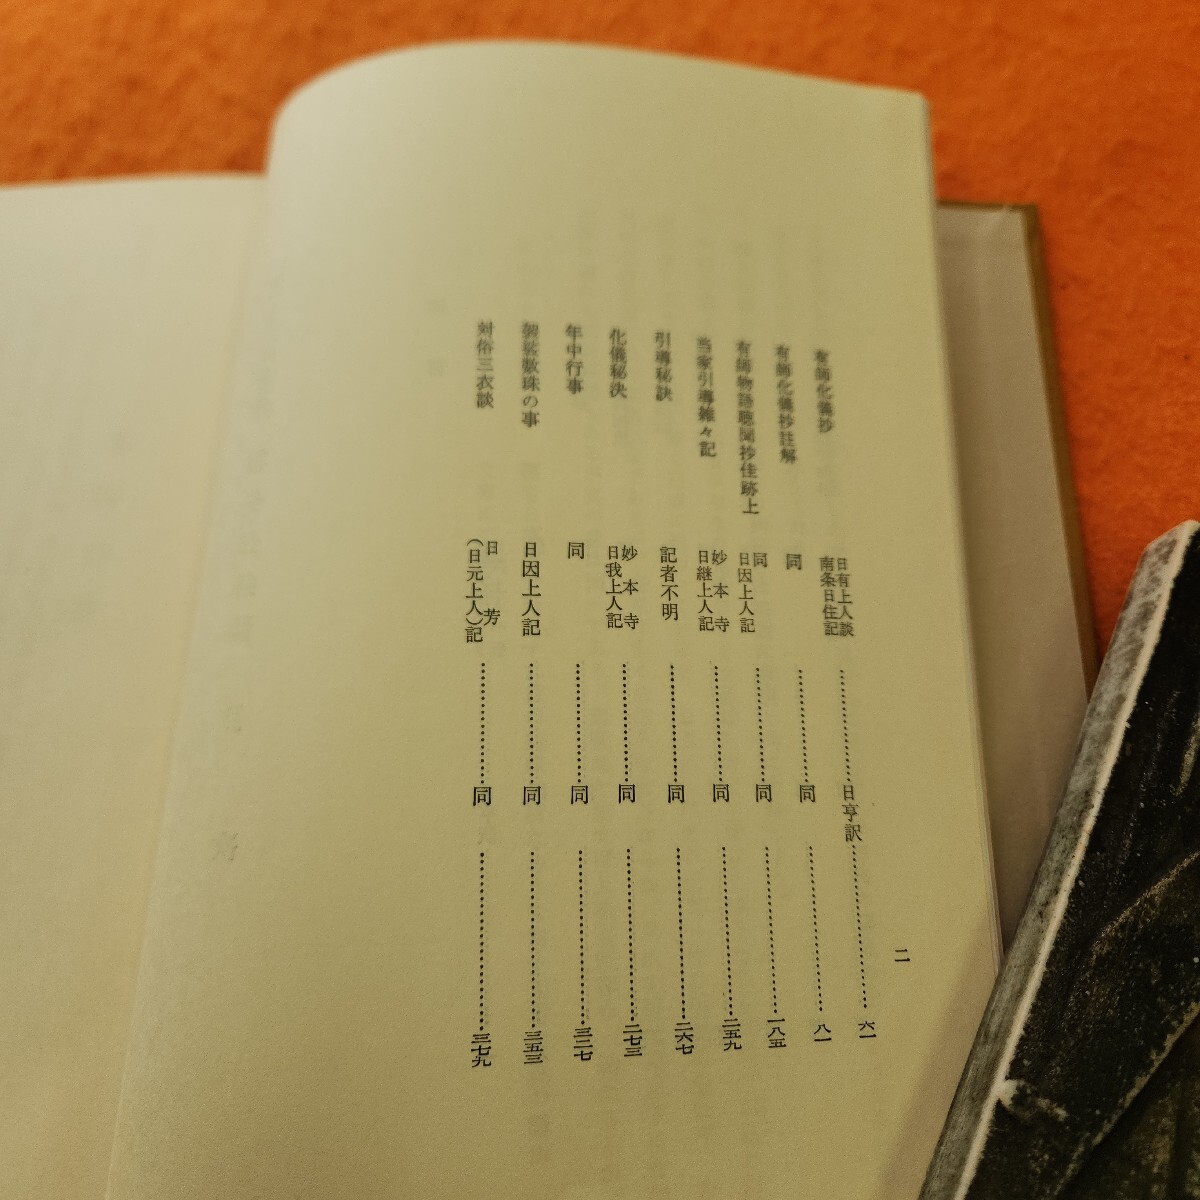 有師化儀抄 日有上人談 南条日住記 日亨訳 六一
有師化儀抄註解 同 同 八一
有師物語聴聞抄佳跡上 同 日因上人記 同 一八五
当家引導雑々記 妙本寺 日継上人記 同 二五九
引導秘訣 記者不明 同 二六七
化儀秘決 妙本寺 日我上人記 同 二七三
年中行事 同 同 三二七
袈裟数珠の事 日因上人記 同 三五三
対俗三衣談 日芳 (日元上人)記 同 三七九
二